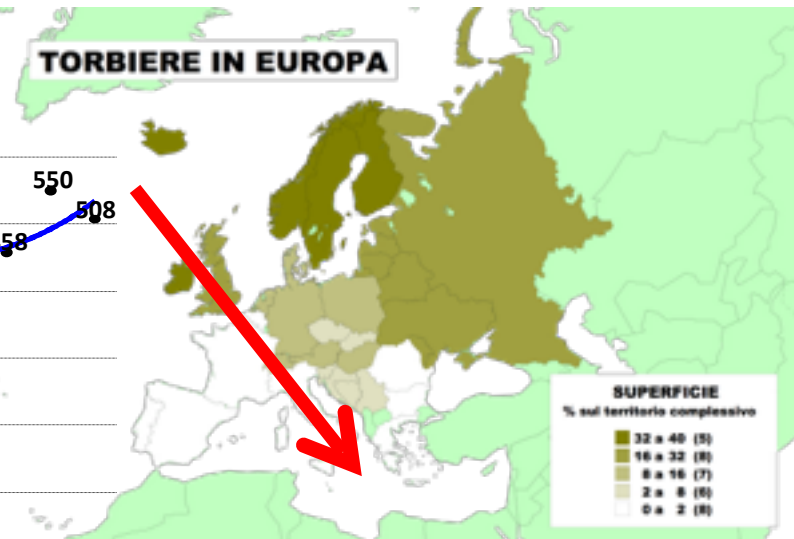 TORBIERE IN EUROPA
550
508
58
SUPERFICIE
% sul territorio complessivo
32 a 40 (5)
16 a 32 (8)
8 a 16 (7)
2 a 8 (6)
0 a 2 (8)